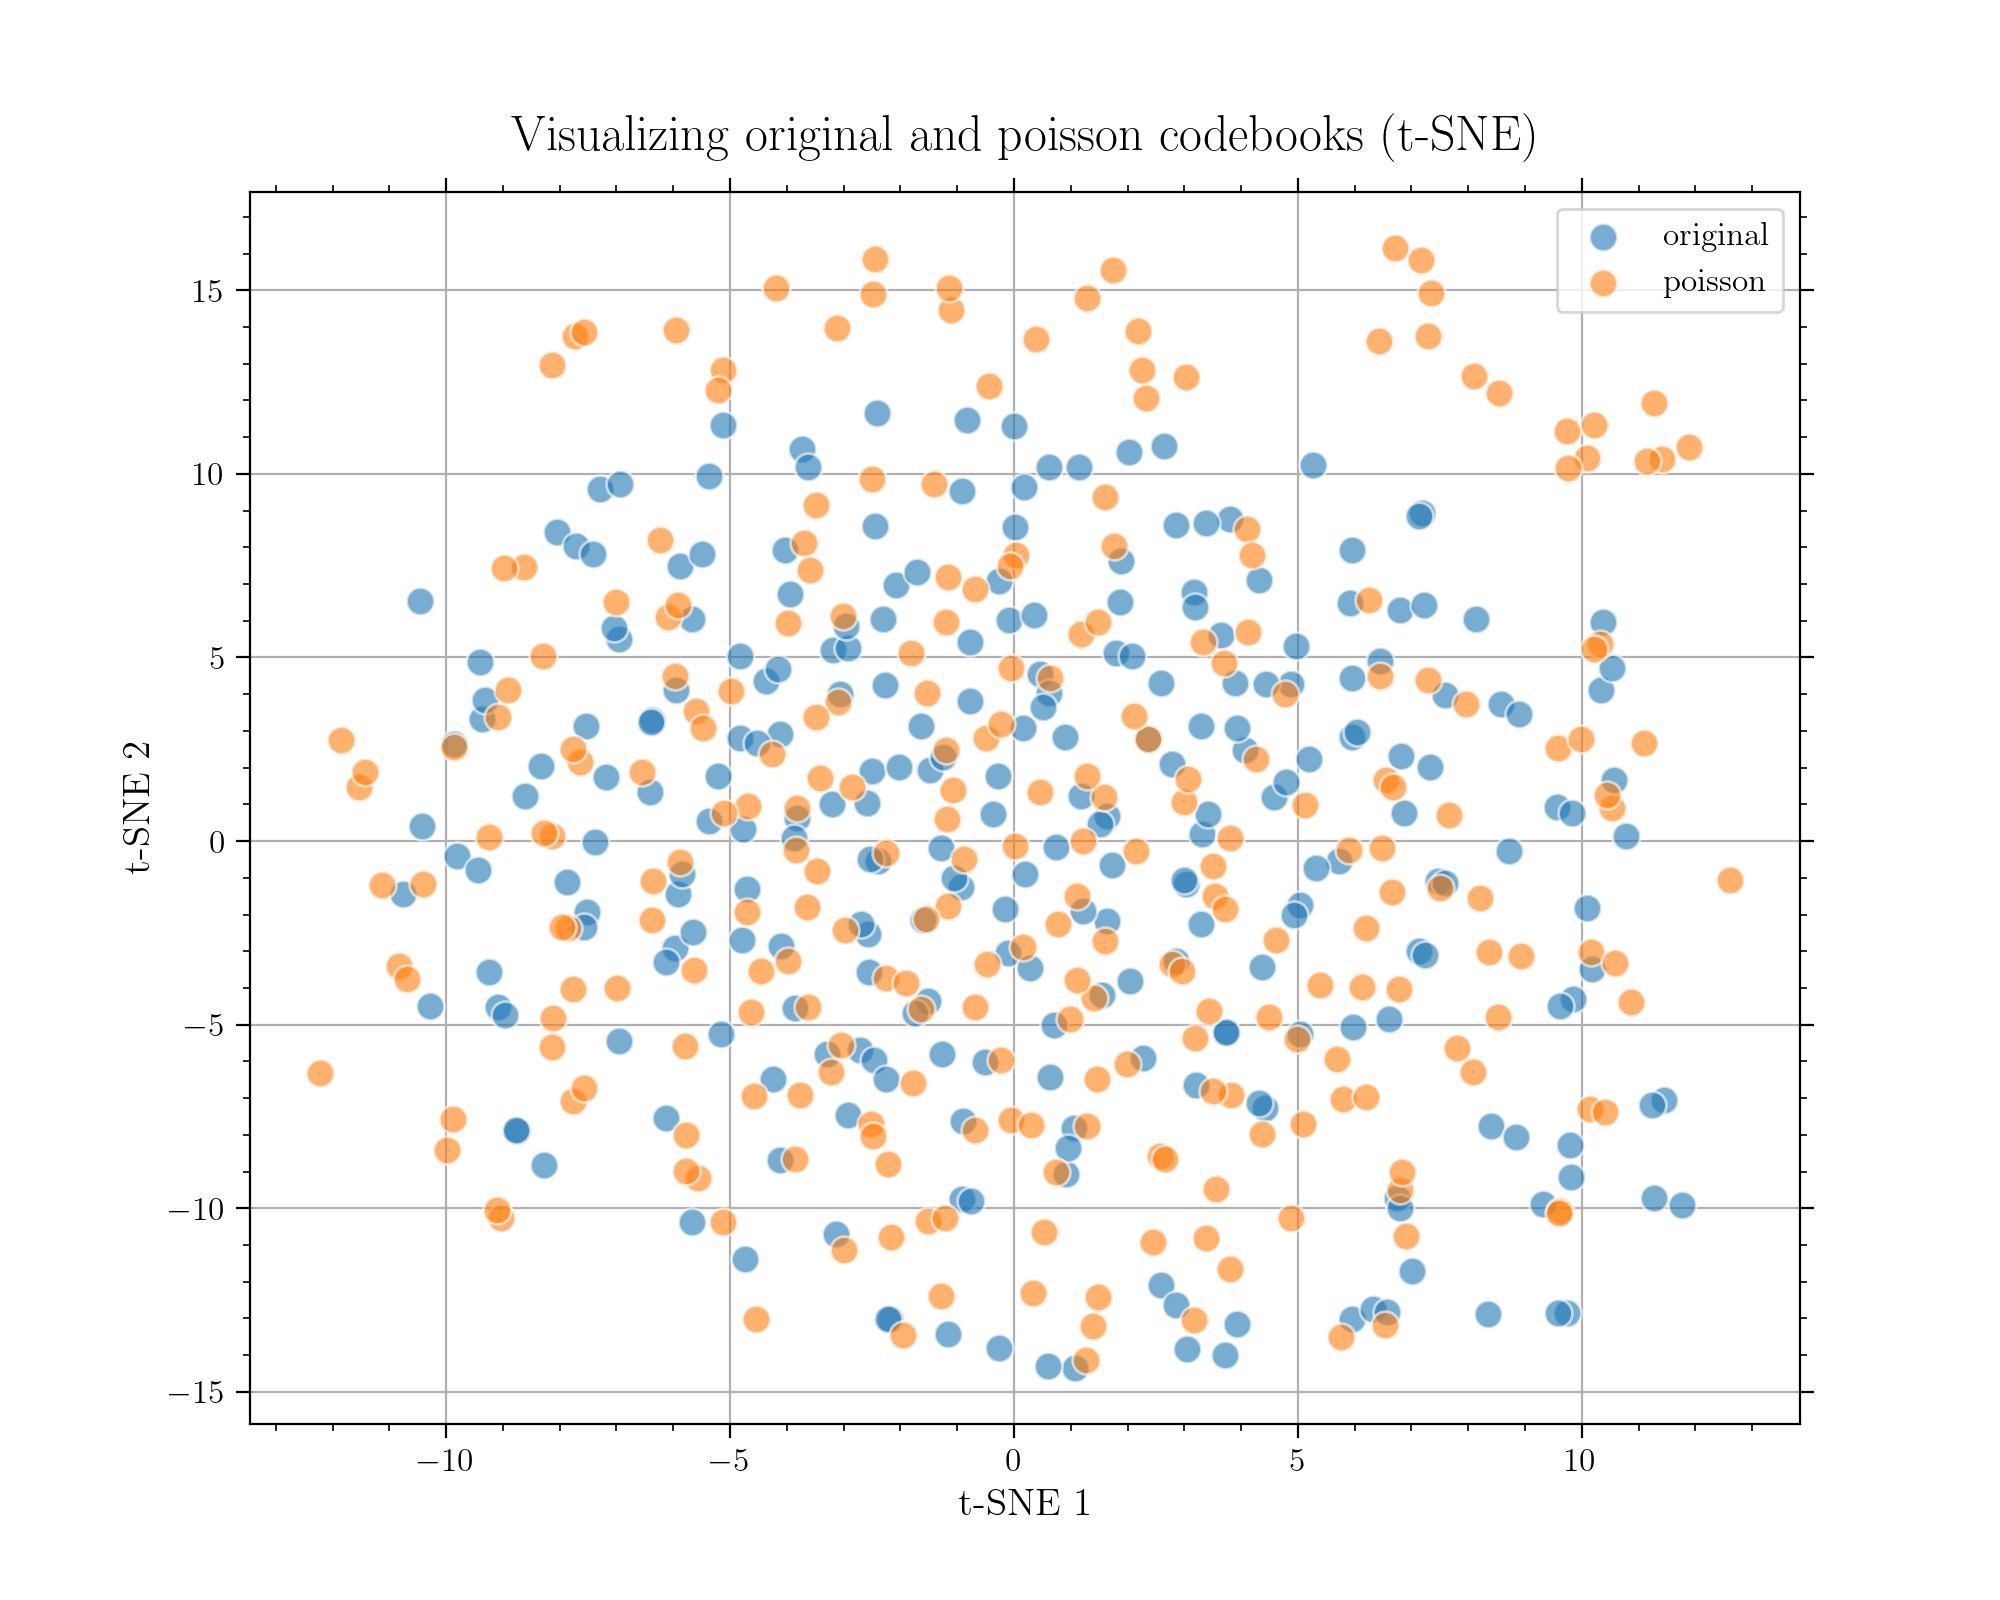 Visualizing original and poisson codebooks (t-SNE)
original
poisson
15
10
5
0
−5
−10
−15
t-SNE 2
−10
−5
0
5
10
t-SNE 1